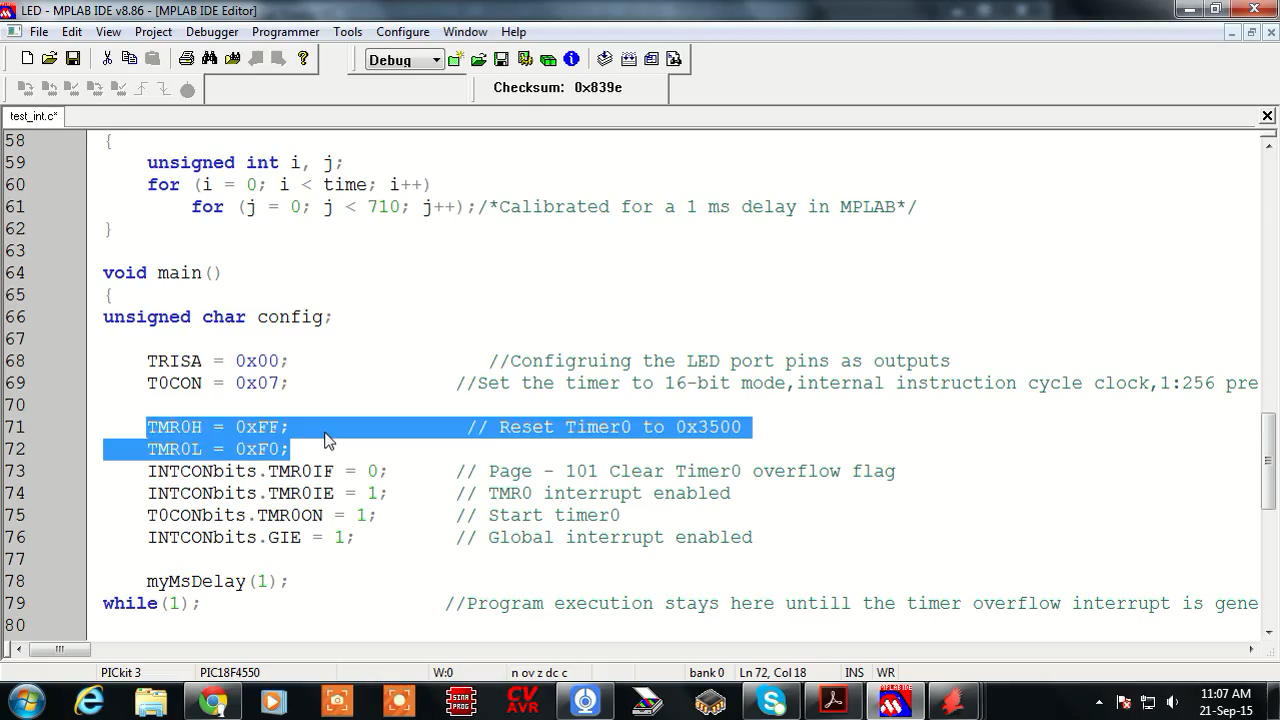 LED - MPLAB IDE v8.86 - [MPLAB IDE Editor]
File Edit View Project Debugger Programmer Tools Configure Window Help
Debug
Checksum: 0x839e
test_int.c*
58 {
59 unsigned int i, j;
60 for (i = 0; i < time; i++)
61 for (j = 0; j < 710; j++);/*Calibrated for a 1 ms delay in MPLAB*/
62 }
63
64 void main()
65 {
66 unsigned char config;
67
68 TRISA = 0x00; //Configruing the LED port pins as outputs
69 T0CON = 0x07; //Set the timer to 16-bit mode,internal instruction cycle clock,1:256 pre
70
71 TMR0H = 0xFF; // Reset Timer0 to 0x3500
72 TMR0L = 0xF0;
73 INTCONbits.TMR0IF = 0; // Page - 101 Clear Timer0 overflow flag
74 INTCONbits.TMR0IE = 1; // TMR0 interrupt enabled
75 T0CONbits.TMR0ON = 1; // Start timer0
76 INTCONbits.GIE = 1; // Global interrupt enabled
77
78 myMsDelay(1);
79 while(1); //Program execution stays here untill the timer overflow interrupt is gene
80
PICkit 3 PIC18F4550 W:0 n ov z dc c bank 0 Ln 72, Col 18 INS WR
SINA PROG
CV AVR
11:07 AM
21-Sep-15